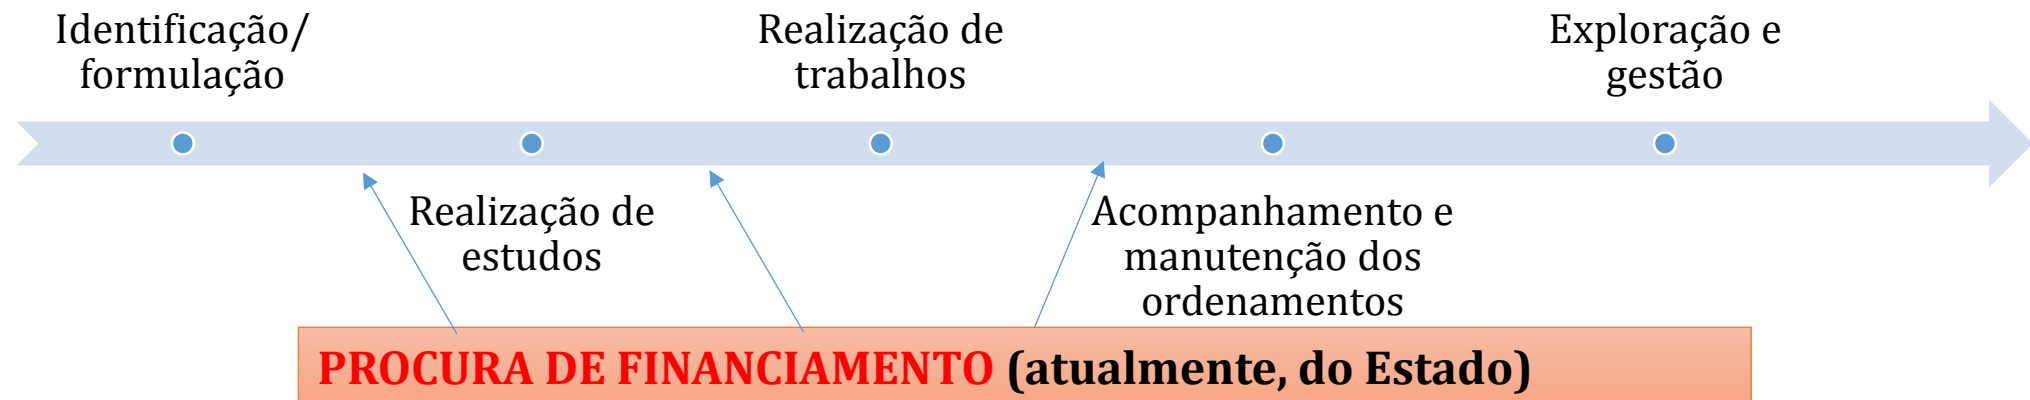 Identificação/
formulação
Realização de
trabalhos
Exploração e
gestão
Realização de
estudos
Acompanhamento e
manutenção dos
ordenamentos
PROCURA DE FINANCIAMENTO (atualmente, do Estado)